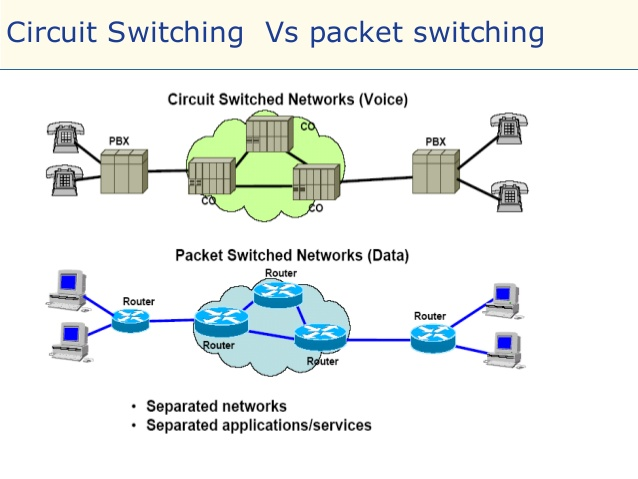 Circuit Switching Vs packet switching
Circuit Switched Networks (Voice)
CO
PBX
PBX
CO
CO
Packet Switched Networks (Data)
Router
Router
Router
Router
Router
• Separated networks
• Separated applications/services